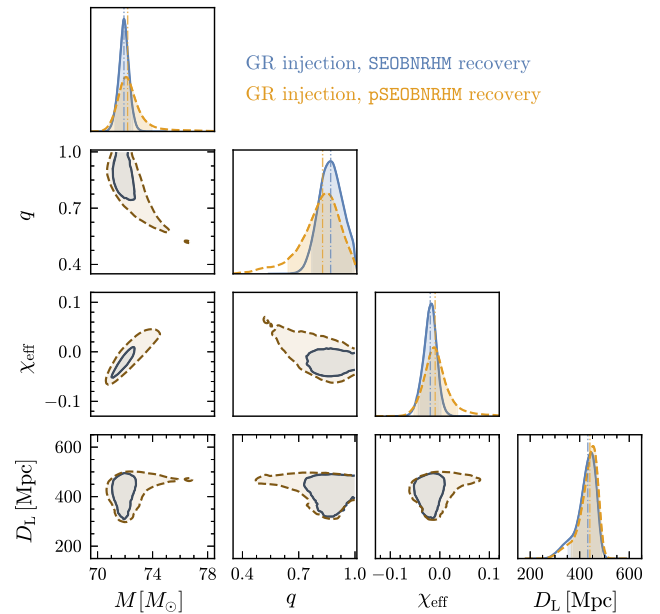 GR injection, SEOBNRHM recovery
GR injection, pSEOBNRHM recovery
1.0
0.7
0.4
q
0.1
0.0
−0.1
χeff
600
400
200
DL [Mpc]
70 74 78
0.4 0.7 1.0
−0.1 0.0 0.1
200 400 600
M[M⊙]
q
χeff
DL [Mpc]